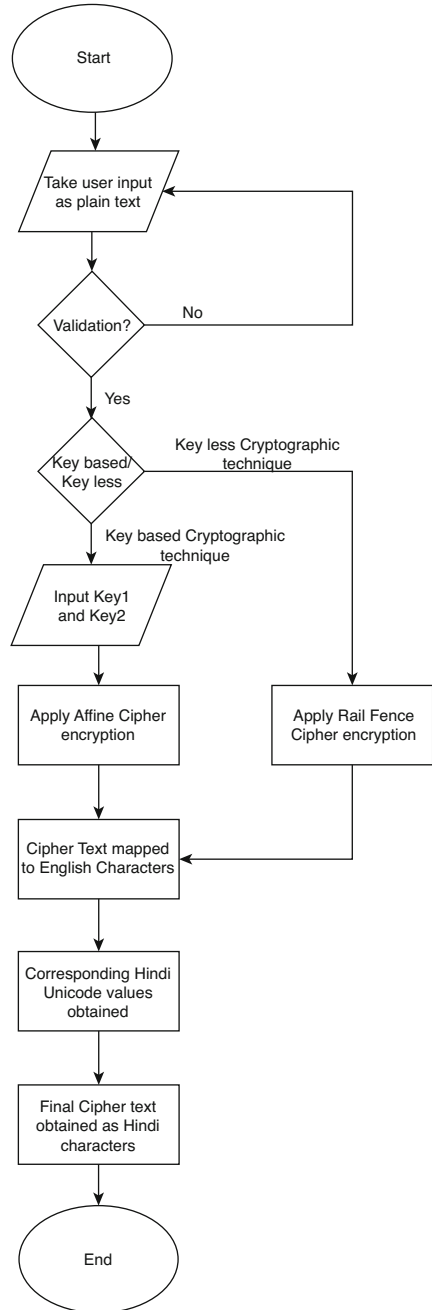 Start
Take user input
as plain text
Validation?
No
Yes
Key based/
Key less
Key less Cryptographic
technique
Key based Cryptographic
technique
Input Key1
and Key2
Apply Affine Cipher
encryption
Apply Rail Fence
Cipher encryption
Cipher Text mapped
to English Characters
Corresponding Hindi
Unicode values
obtained
Final Cipher text
obtained as Hindi
characters
End